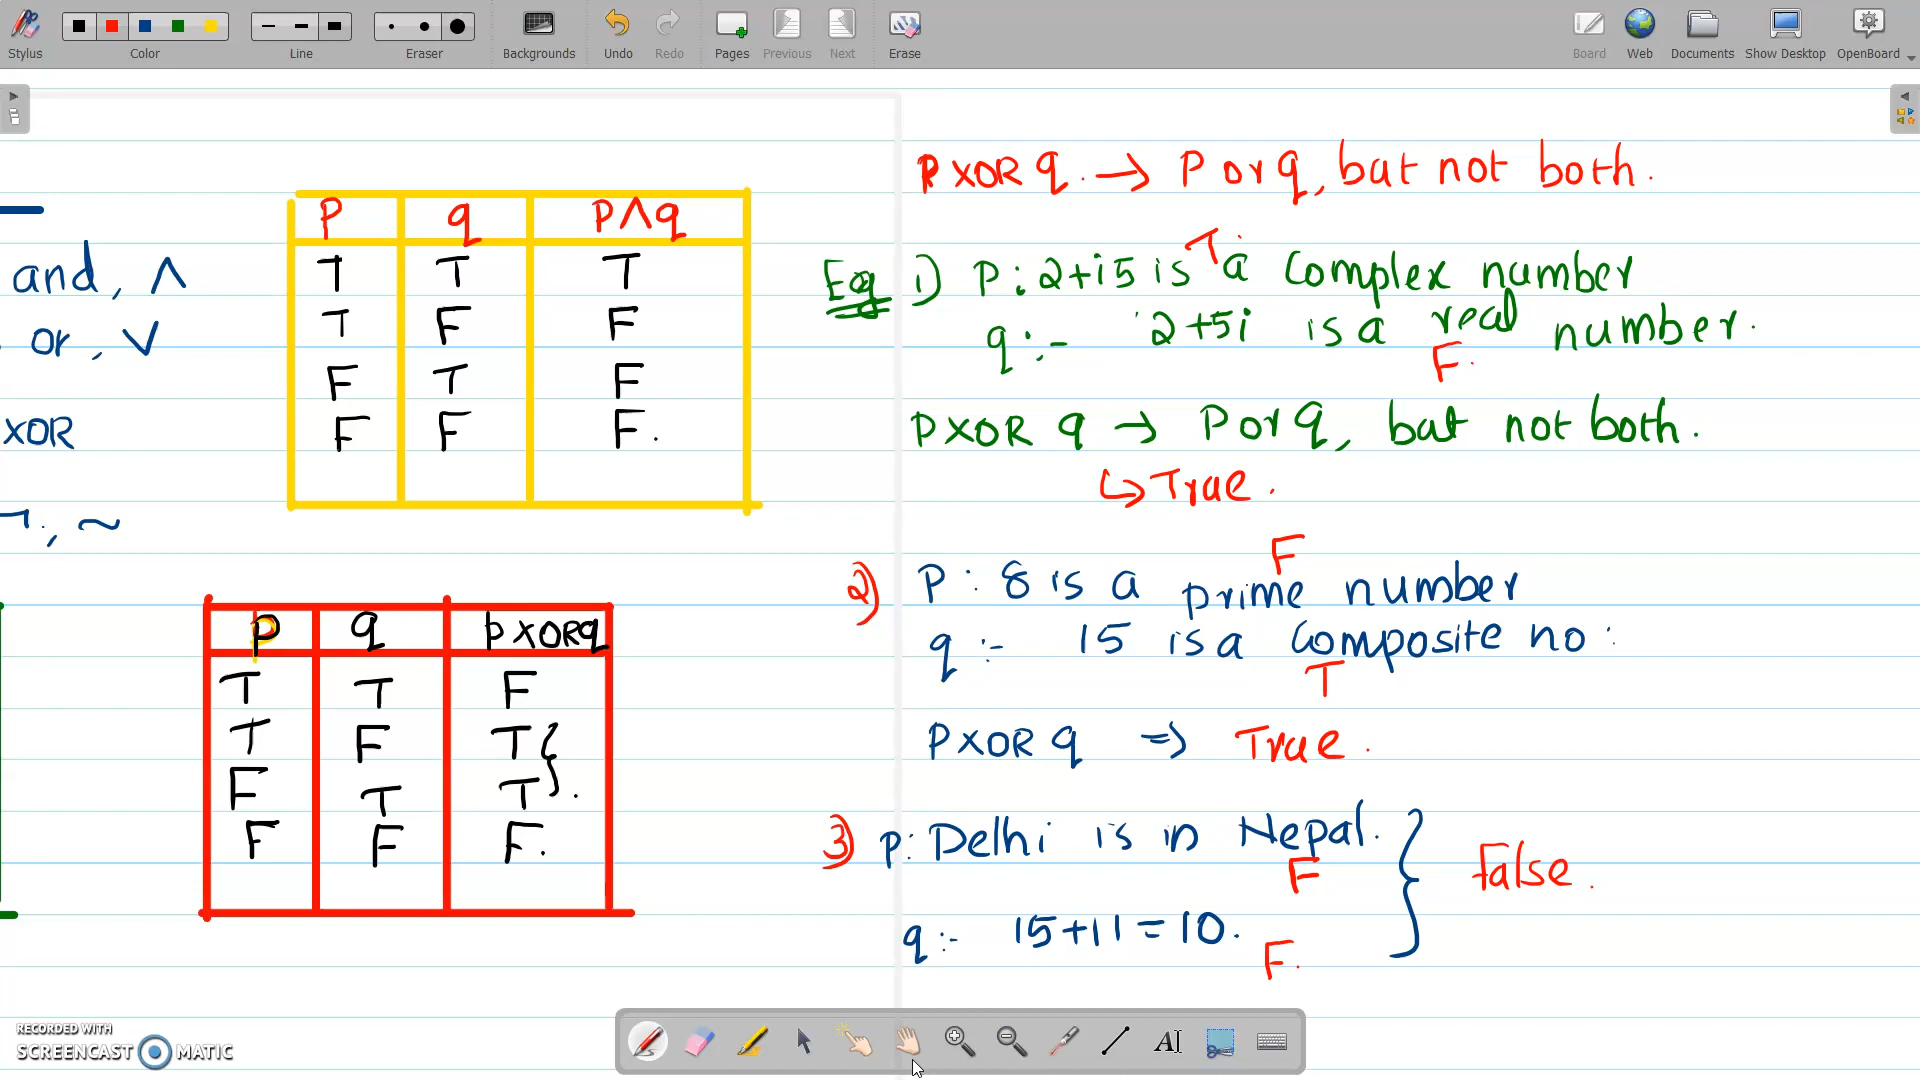 Stylus Color Line Eraser Backgrounds Undo Redo Pages Previous Next Erase Board Web Documents Show Desktop OpenBoard
and, ∧
or, ∨
XOR
¬, ~
p q p∧q
T T T
T F F
F T F
F F F.
p q p XOR q
T T F
T F T
F T T
F F F.
P XOR q. → P or q, but not both.
Eg 1) P: 2+i5 is a complex number
T
q:- 2+5i is a real number.
F.
P XOR q → P or q, but not both.
↳ True.
F
2) P: 8 is a prime number
q:- 15 is a composite no:
T
P XOR q ⇒ True.
3) p: Delhi is in Nepal.
F
False.
q:- 15+11=10.
F.
RECORDED WITH
SCREENCAST MATIC